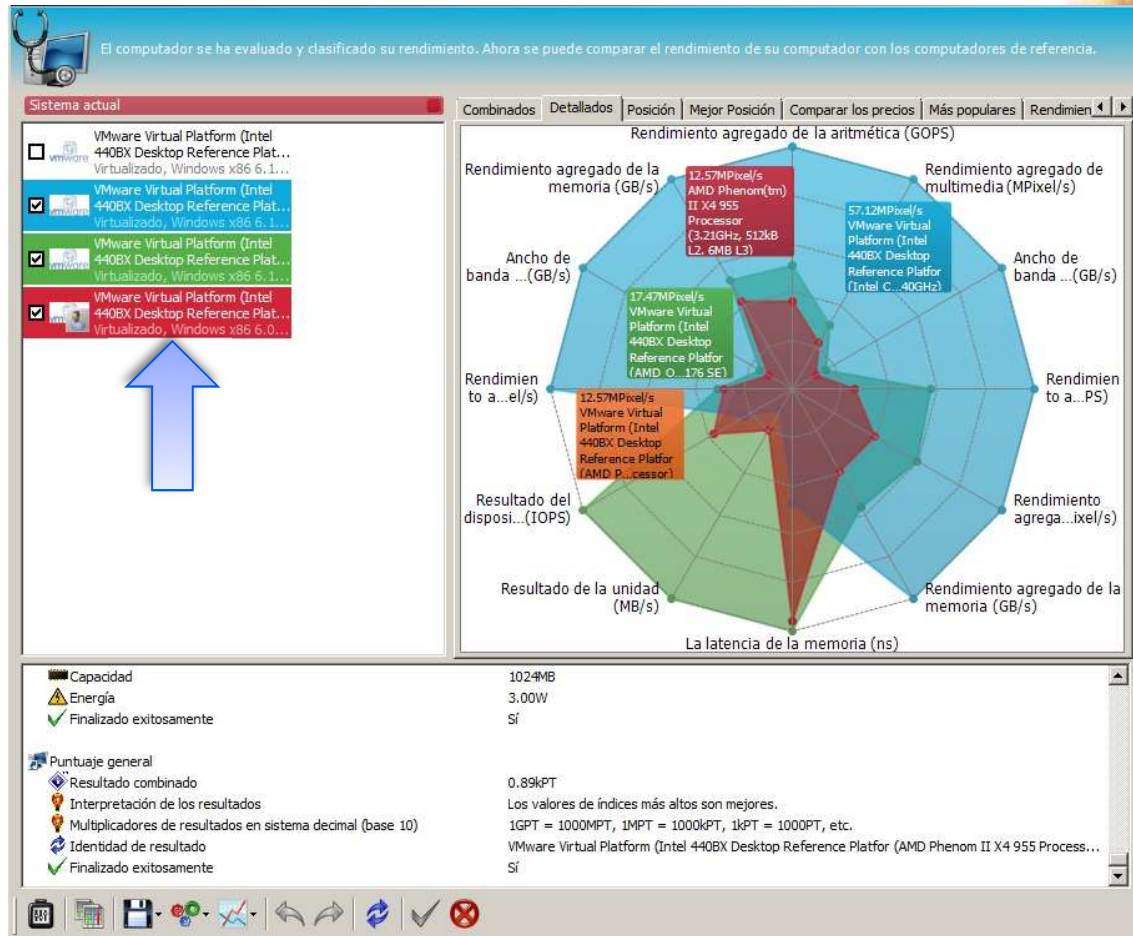 El computador se ha evaluado y clasificado su rendimiento. Ahora se puede comparar el rendimiento de su computador con los computadores de referencia.
Sistema actual
VMware Virtual Platform (Intel
440BX Desktop Reference Plat...
Virtualizado, Windows x86 6.1...
VMware Virtual Platform (Intel
440BX Desktop Reference Plat...
Virtualizado, Windows x86 6.1...
VMware Virtual Platform (Intel
440BX Desktop Reference Plat...
Virtualizado, Windows x86 6.1...
VMware Virtual Platform (Intel
440BX Desktop Reference Plat...
Virtualizado, Windows x86 6.0...
Combinados Detallados Posición Mejor Posición Comparar los precios Más populares Rendimien
Rendimiento agregado de la aritmética (GOPS)
Rendimiento agregado de la
memoria (GB/s)
Rendimiento agregado de
multimedia (MPixel/s)
12.57MPixel/s
AMD Phenom(tm)
II X4 955
Processor
(3.21GHz, 512kB
L2, 6MB L3)
57.12MPixel/s
VMware Virtual
Platform (Intel
440BX Desktop
Reference Platfor
(Intel C...40GHz)
Ancho de
banda ...(GB/s)
Ancho de
banda ...(GB/s)
17.47MPixel/s
VMware Virtual
Platform (Intel
440BX Desktop
Reference Platfor
(AMD O...176 SE)
Rendimien
to a...el/s)
Rendimien
to a...PS)
12.57MPixel/s
VMware Virtual
Platform (Intel
440BX Desktop
Reference Platfor
(AMD P...cessor)
Resultado del
disposi...(IOPS)
Rendimiento
agrega...ixel/s)
Resultado de la unidad
(MB/s)
Rendimiento agregado de la
memoria (GB/s)
La latencia de la memoria (ns)
Capacidad 1024MB
Energía 3.00W
Finalizado exitosamente Sí
Puntuaje general
Resultado combinado 0.89kPT
Interpretación de los resultados Los valores de índices más altos son mejores.
Multiplicadores de resultados en sistema decimal (base 10) 1GPT = 1000MPT, 1MPT = 1000kPT, 1kPT = 1000PT, etc.
Identidad de resultado VMware Virtual Platform (Intel 440BX Desktop Reference Platfor (AMD Phenom II X4 955 Process...
Finalizado exitosamente Sí